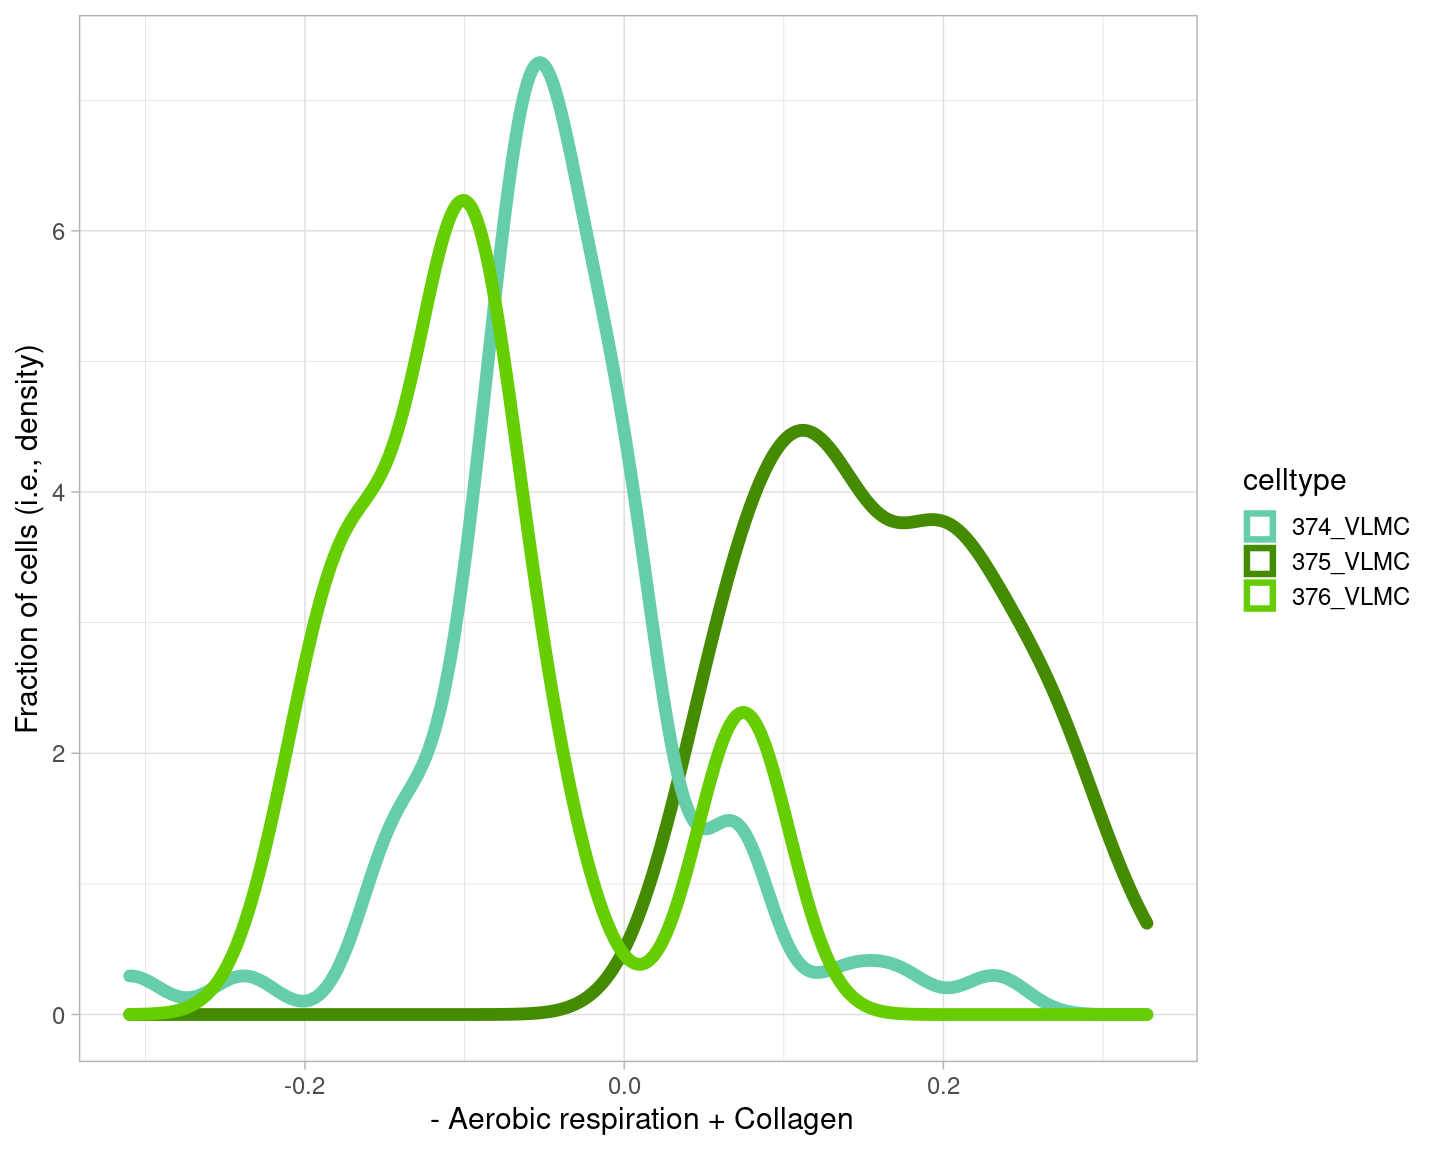 Fraction of cells (i.e., density)
6
4
2
0
-0.2
0.0
0.2
- Aerobic respiration + Collagen
celltype
374_VLMC
375_VLMC
376_VLMC